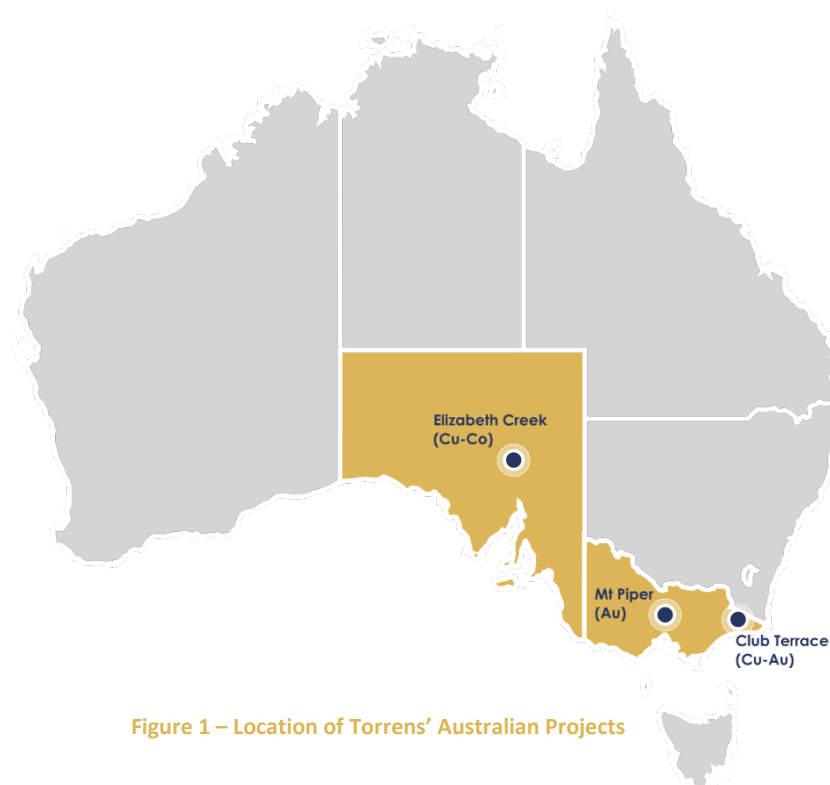 Elizabeth Creek
(Cu-Co)
Mt Piper
(Au)
Club Terrace
(Cu-Au)
Figure 1 – Location of Torrens’ Australian Projects